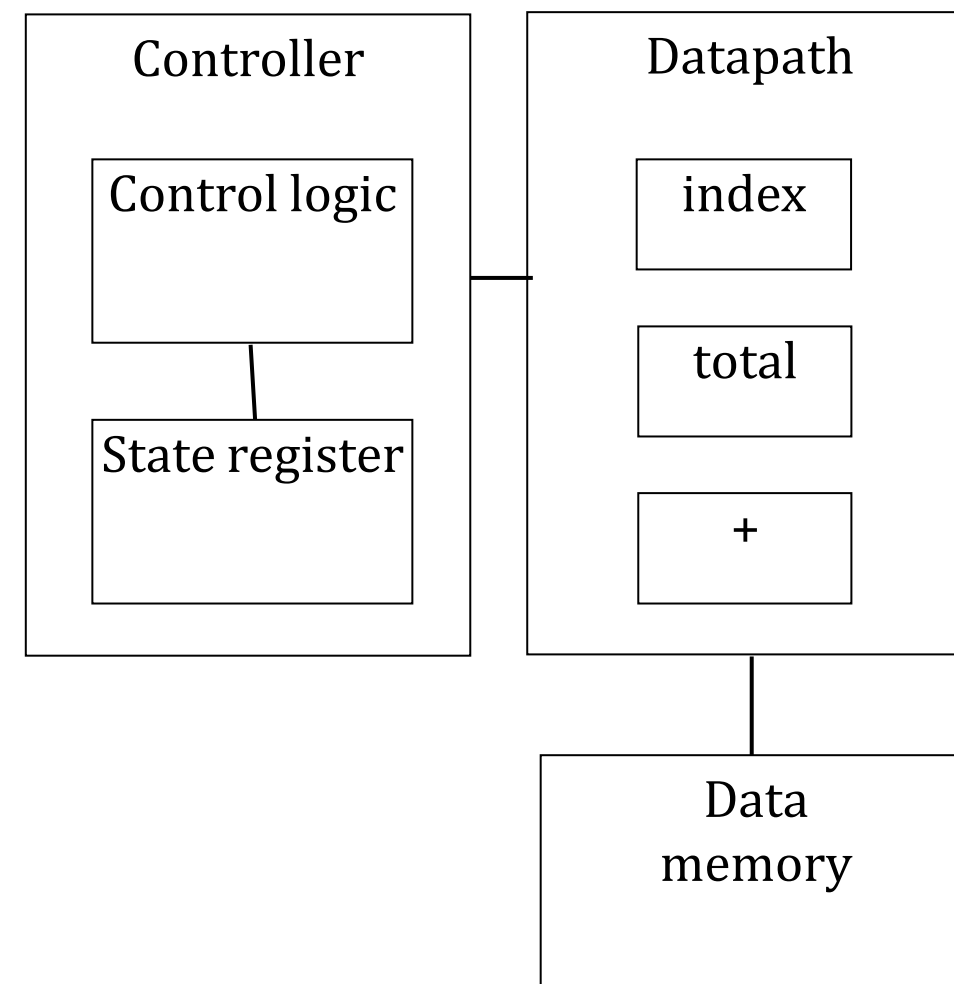 Controller
Control logic
State register
Datapath
index
total
+
Data
memory